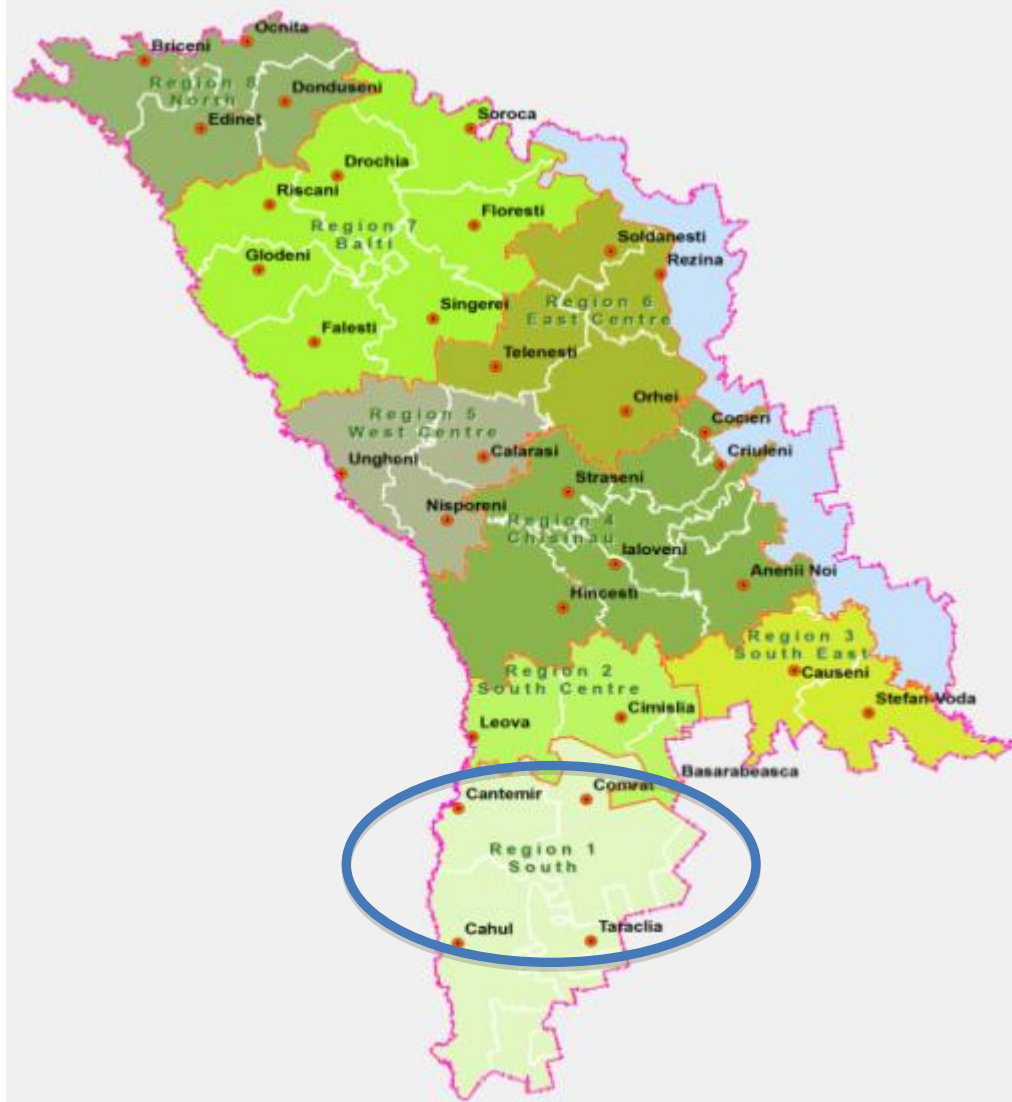 Ocnita
Briceni
Region 8
North
Donduseni
Edinet
Soroca
Drochia
Riscani
Floresti
Region 7
Balti
Soldanesti
Glodeni
Rezina
Region 6
East Centre
Singerei
Falesti
Telenesti
Orhei
Region 5
West Centre
Cocieri
Calarasi
Criuleni
Ungheni
Straseni
Nisporeni
Region 4
Chisinau
Ialoveni
Anenii Noi
Hincesti
Region 3
South East
Region 2
South Centre
Causeni
Stefan-Voda
Cimislia
Leova
Basarabeasca
Cantemir
Comrat
Region 1
South
Cahul
Taraclia